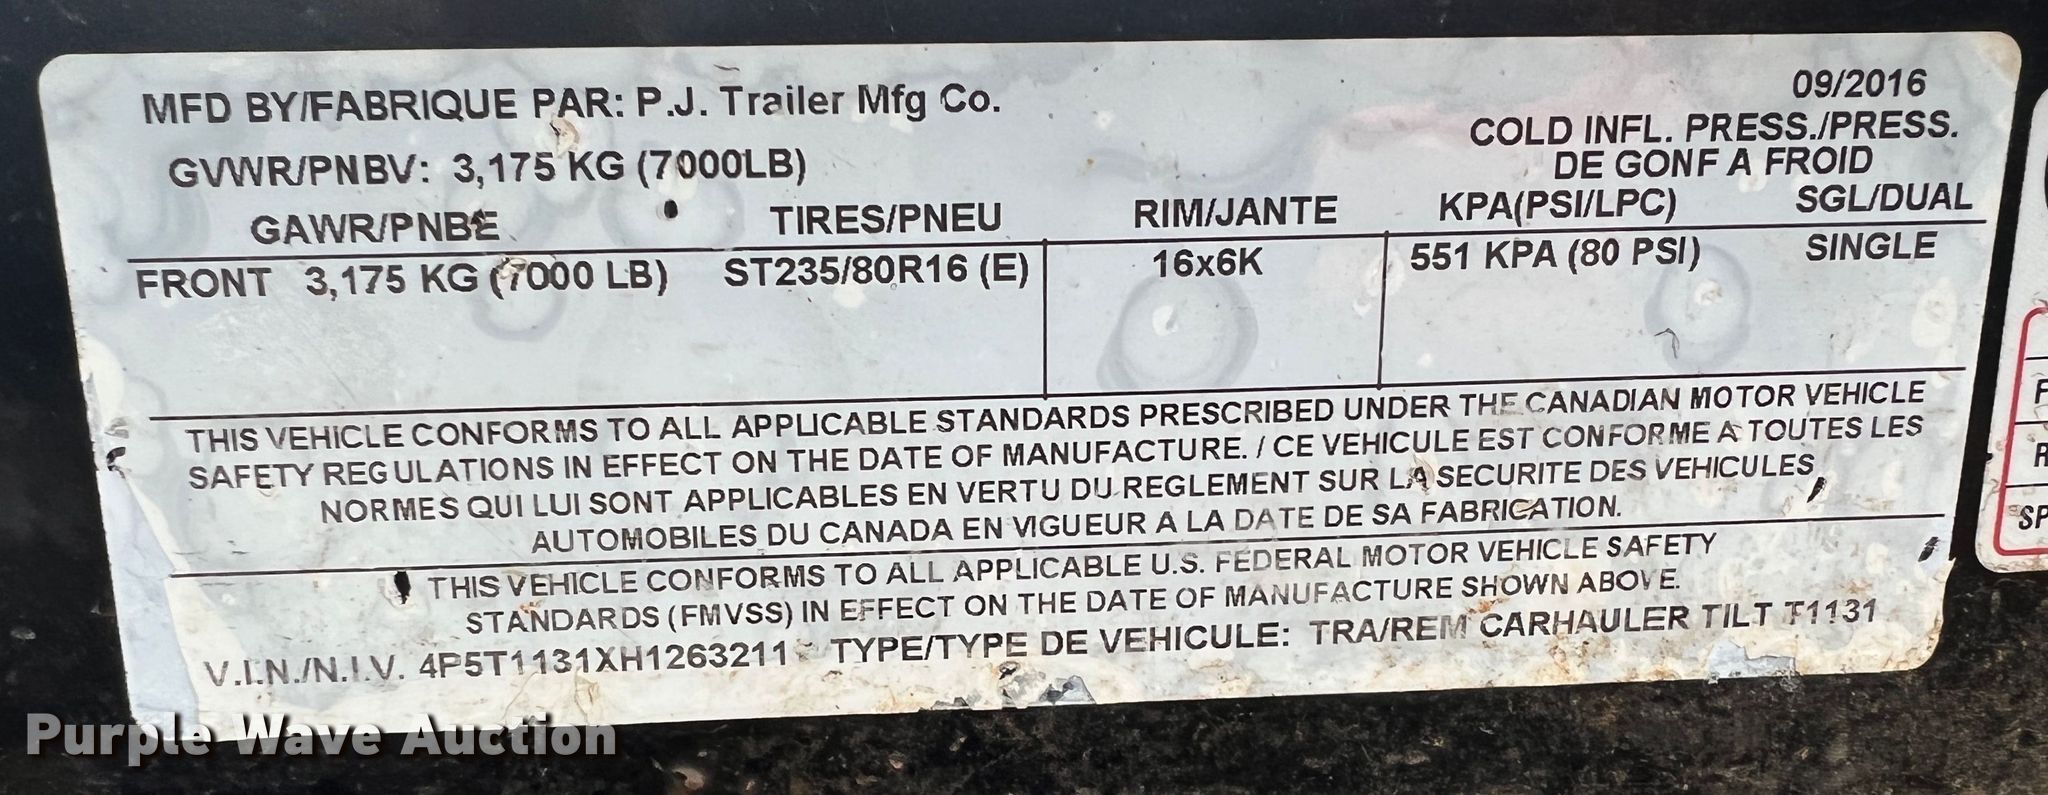 MFD BY/FABRIQUE PAR: P.J. Trailer Mfg Co.
09/2016
GVWR/PNBV: 3,175 KG (7000LB)
COLD INFL. PRESS./PRESS.
DE GONF A FROID
GAWR/PNBE TIRES/PNEU RIM/JANTE KPA(PSI/LPC) SGL/DUAL
FRONT 3,175 KG (7000 LB) ST235/80R16 (E) 16x6K 551 KPA (80 PSI) SINGLE
THIS VEHICLE CONFORMS TO ALL APPLICABLE STANDARDS PRESCRIBED UNDER THE CANADIAN MOTOR VEHICLE
SAFETY REGULATIONS IN EFFECT ON THE DATE OF MANUFACTURE. / CE VEHICULE EST CONFORME A TOUTES LES
NORMES QUI LUI SONT APPLICABLES EN VERTU DU REGLEMENT SUR LA SECURITE DES VEHICULES
AUTOMOBILES DU CANADA EN VIGUEUR A LA DATE DE SA FABRICATION.
THIS VEHICLE CONFORMS TO ALL APPLICABLE U.S. FEDERAL MOTOR VEHICLE SAFETY
STANDARDS (FMVSS) IN EFFECT ON THE DATE OF MANUFACTURE SHOWN ABOVE.
V.I.N./N.I.V. 4P5T1131XH1263211 TYPE/TYPE DE VEHICULE: TRA/REM CARHAULER TILT T1131
F
R
SP
Purple Wave Auction